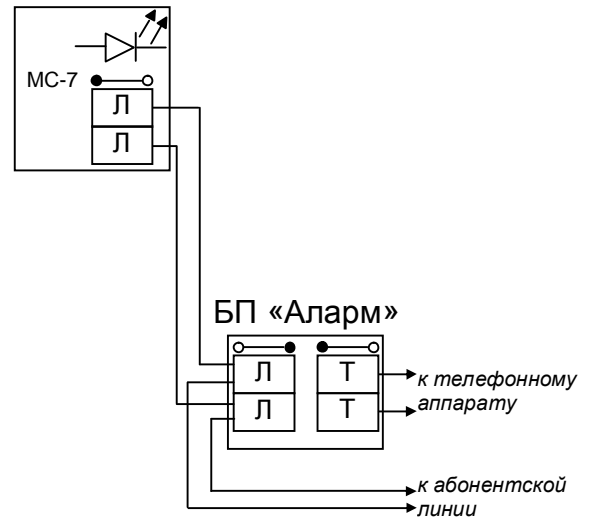 МС-7
Л
Л
БП «Аларм»
Л Т
Л Т
к телефонному
аппарату
к абонентской
линии